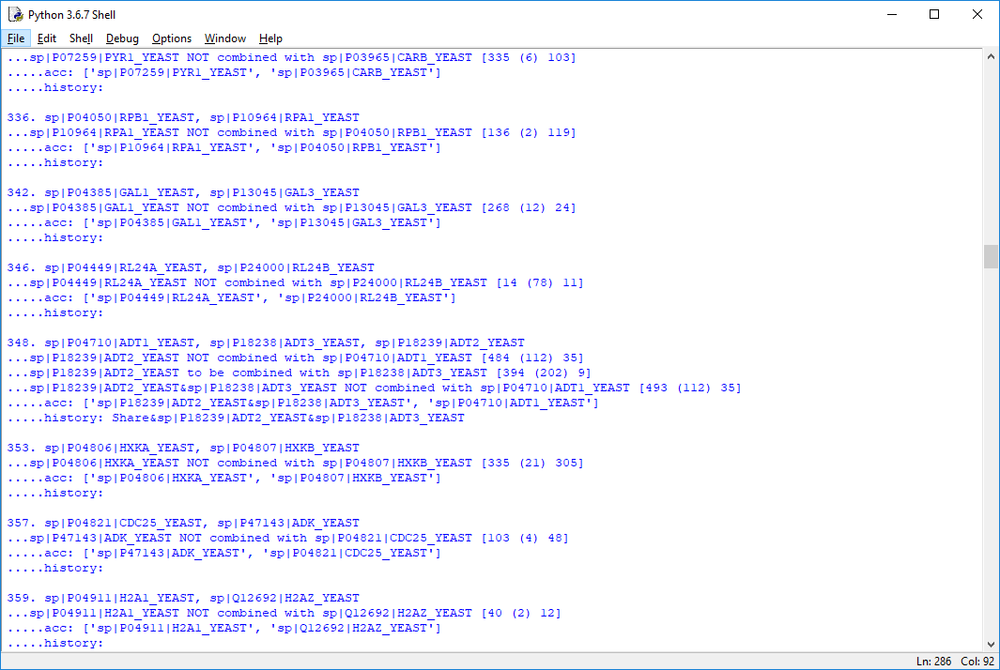 Python 3.6.7 Shell
File Edit Shell Debug Options Window Help
...sp|P07259|PYR1_YEAST NOT combined with sp|P03965|CARB_YEAST [335 (6) 103]
.....acc: ['sp|P07259|PYR1_YEAST', 'sp|P03965|CARB_YEAST']
.....history:
336. sp|P04050|RPB1_YEAST, sp|P10964|RPA1_YEAST
...sp|P10964|RPA1_YEAST NOT combined with sp|P04050|RPB1_YEAST [136 (2) 119]
.....acc: ['sp|P10964|RPA1_YEAST', 'sp|P04050|RPB1_YEAST']
.....history:
342. sp|P04385|GAL1_YEAST, sp|P13045|GAL3_YEAST
...sp|P04385|GAL1_YEAST NOT combined with sp|P13045|GAL3_YEAST [268 (12) 24]
.....acc: ['sp|P04385|GAL1_YEAST', 'sp|P13045|GAL3_YEAST']
.....history:
346. sp|P04449|RL24A_YEAST, sp|P24000|RL24B_YEAST
...sp|P04449|RL24A_YEAST NOT combined with sp|P24000|RL24B_YEAST [14 (78) 11]
.....acc: ['sp|P04449|RL24A_YEAST', 'sp|P24000|RL24B_YEAST']
.....history:
348. sp|P04710|ADT1_YEAST, sp|P18238|ADT3_YEAST, sp|P18239|ADT2_YEAST
...sp|P18239|ADT2_YEAST NOT combined with sp|P04710|ADT1_YEAST [484 (112) 35]
...sp|P18239|ADT2_YEAST to be combined with sp|P18238|ADT3_YEAST [394 (202) 9]
...sp|P18239|ADT2_YEAST&sp|P18238|ADT3_YEAST NOT combined with sp|P04710|ADT1_YEAST [493 (112) 35]
.....acc: ['sp|P18239|ADT2_YEAST&sp|P18238|ADT3_YEAST', 'sp|P04710|ADT1_YEAST']
.....history: Share&sp|P18239|ADT2_YEAST&sp|P18238|ADT3_YEAST
353. sp|P04806|HXKA_YEAST, sp|P04807|HXKB_YEAST
...sp|P04806|HXKA_YEAST NOT combined with sp|P04807|HXKB_YEAST [335 (21) 305]
.....acc: ['sp|P04806|HXKA_YEAST', 'sp|P04807|HXKB_YEAST']
.....history:
357. sp|P04821|CDC25_YEAST, sp|P47143|ADK_YEAST
...sp|P47143|ADK_YEAST NOT combined with sp|P04821|CDC25_YEAST [103 (4) 48]
.....acc: ['sp|P47143|ADK_YEAST', 'sp|P04821|CDC25_YEAST']
.....history:
359. sp|P04911|H2A1_YEAST, sp|Q12692|H2AZ_YEAST
...sp|P04911|H2A1_YEAST NOT combined with sp|Q12692|H2AZ_YEAST [40 (2) 12]
.....acc: ['sp|P04911|H2A1_YEAST', 'sp|Q12692|H2AZ_YEAST']
.....history:
Ln: 286 Col: 92